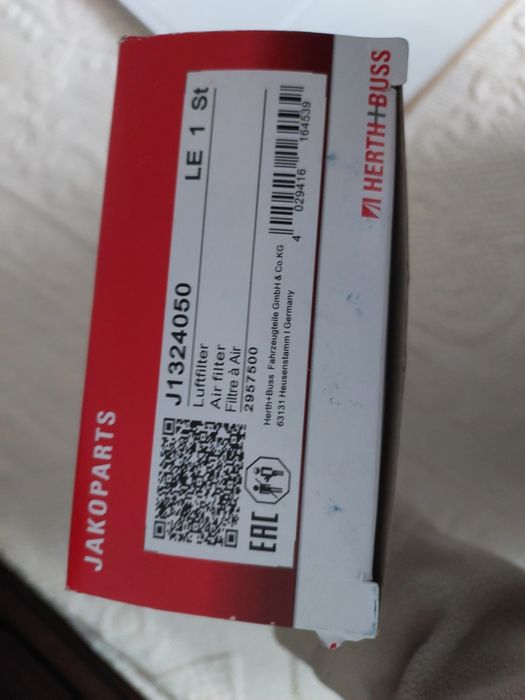 JAKOPARTS
J1324050
LE 1 St
Luftfilter
Air filter
Filtre à Air
2957500
Herth+Buss Fahrzeugteile GmbH & Co.KG
63131 Heusenstamm I Germany
4 029416 164539
EAC
HERTH+BUSS